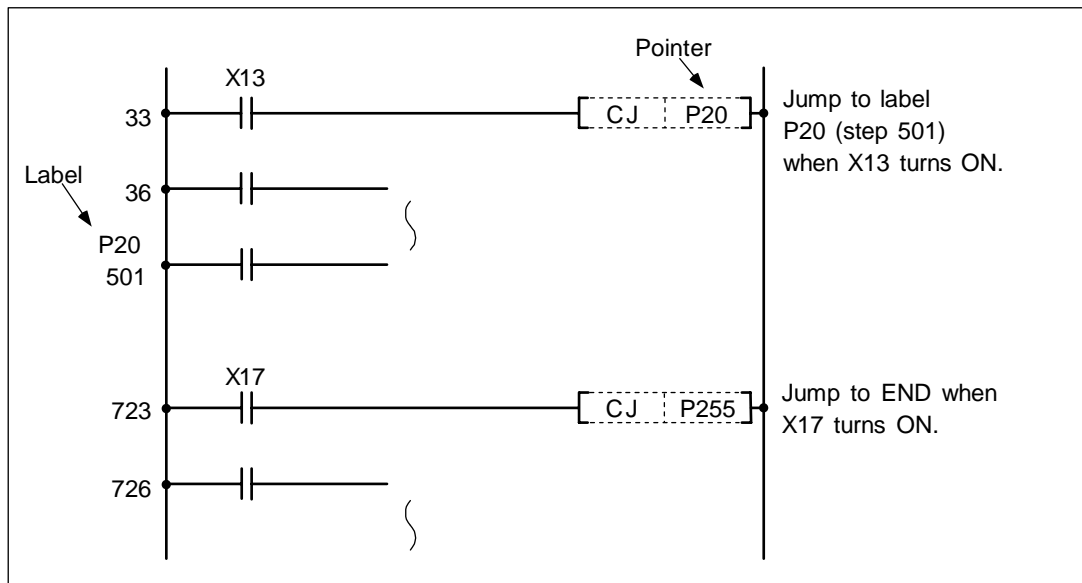 Pointer
X13
33
CJ P20
Jump to label
P20 (step 501)
when X13 turns ON.
Label
36
P20
501
X17
723
CJ P255
Jump to END when
X17 turns ON.
726